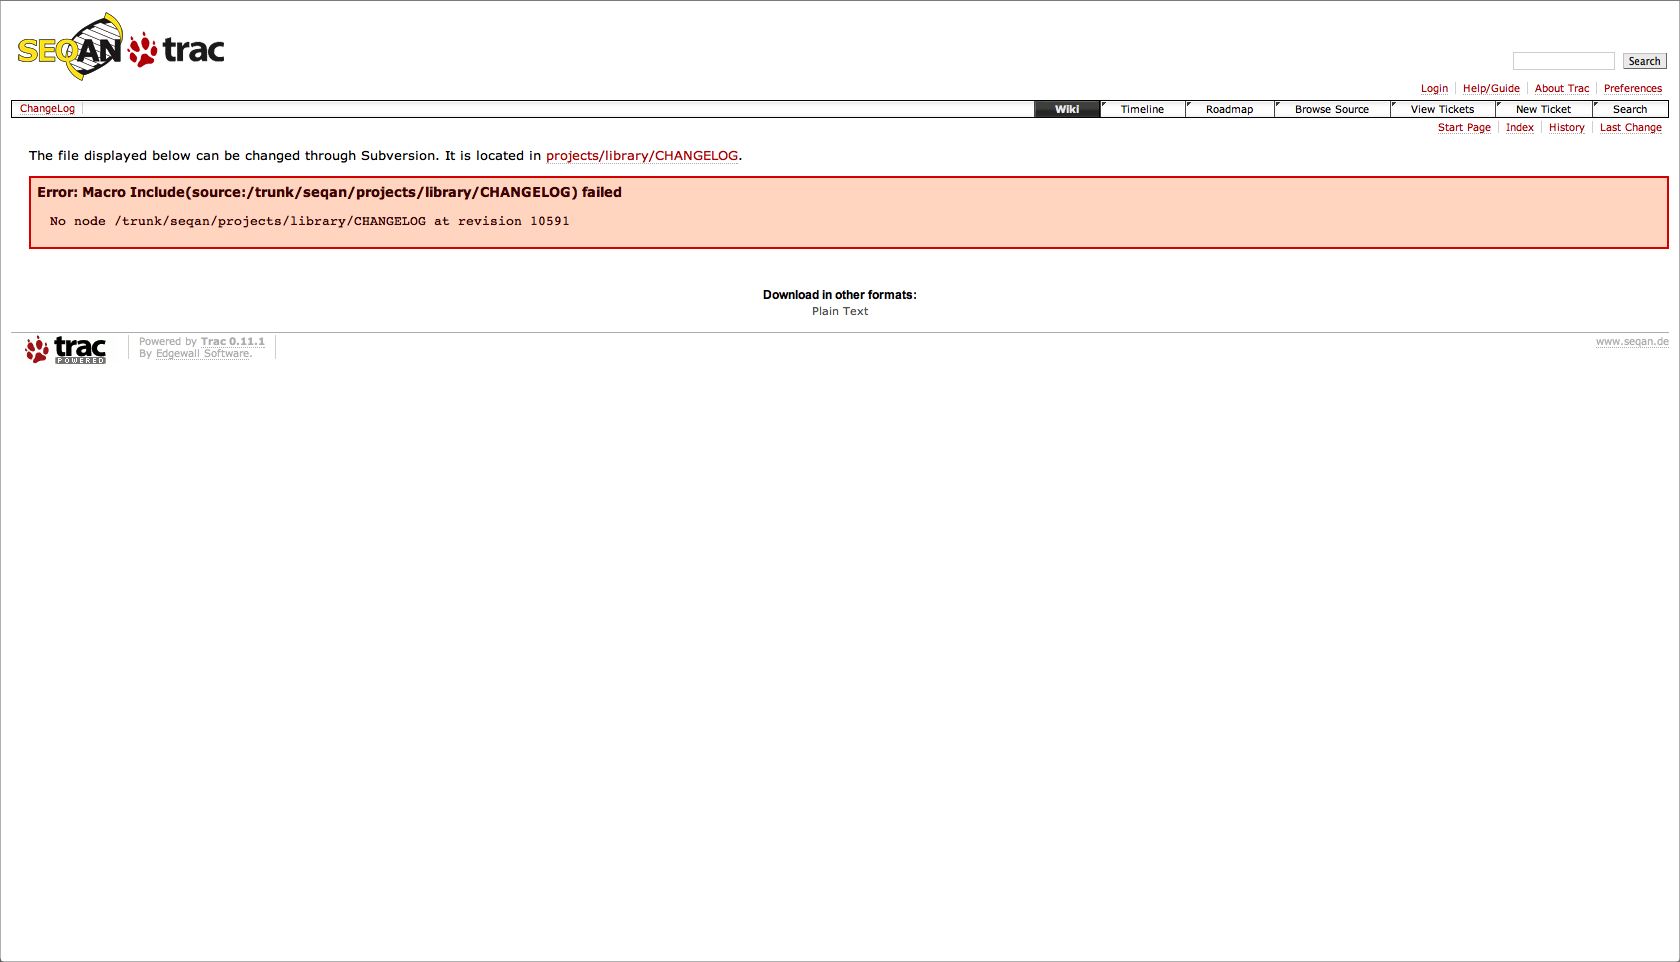 SEQAN trac
Search
Login Help/Guide About Trac Preferences
ChangeLog Wiki Timeline Roadmap Browse Source View Tickets New Ticket Search
Start Page Index History Last Change
The file displayed below can be changed through Subversion. It is located in projects/library/CHANGELOG.
Error: Macro Include(source:/trunk/seqan/projects/library/CHANGELOG) failed
No node /trunk/seqan/projects/library/CHANGELOG at revision 10591
Download in other formats:
Plain Text
trac POWERED
Powered by Trac 0.11.1
By Edgewall Software.
www.seqan.de